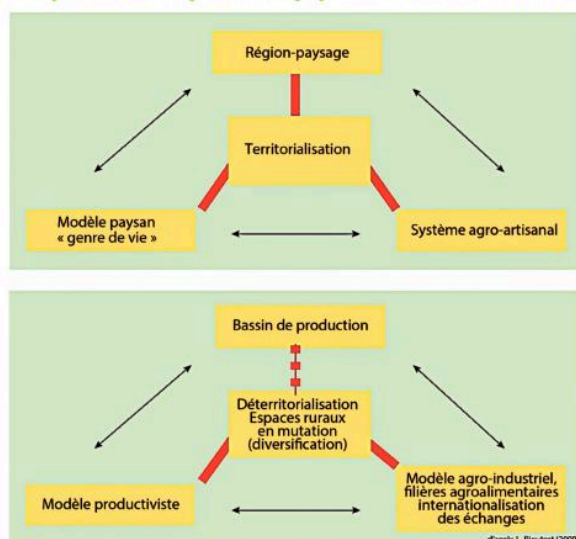 Région-paysage
Territorialisation
Modèle paysan
« genre de vie »
Système agro-artisanal
Bassin de production
Déterritorialisation
Espaces ruraux
en mutation
(diversification)
Modèle productiviste
Modèle agro-industriel,
filières agroalimentaires
internationalisation
des échanges